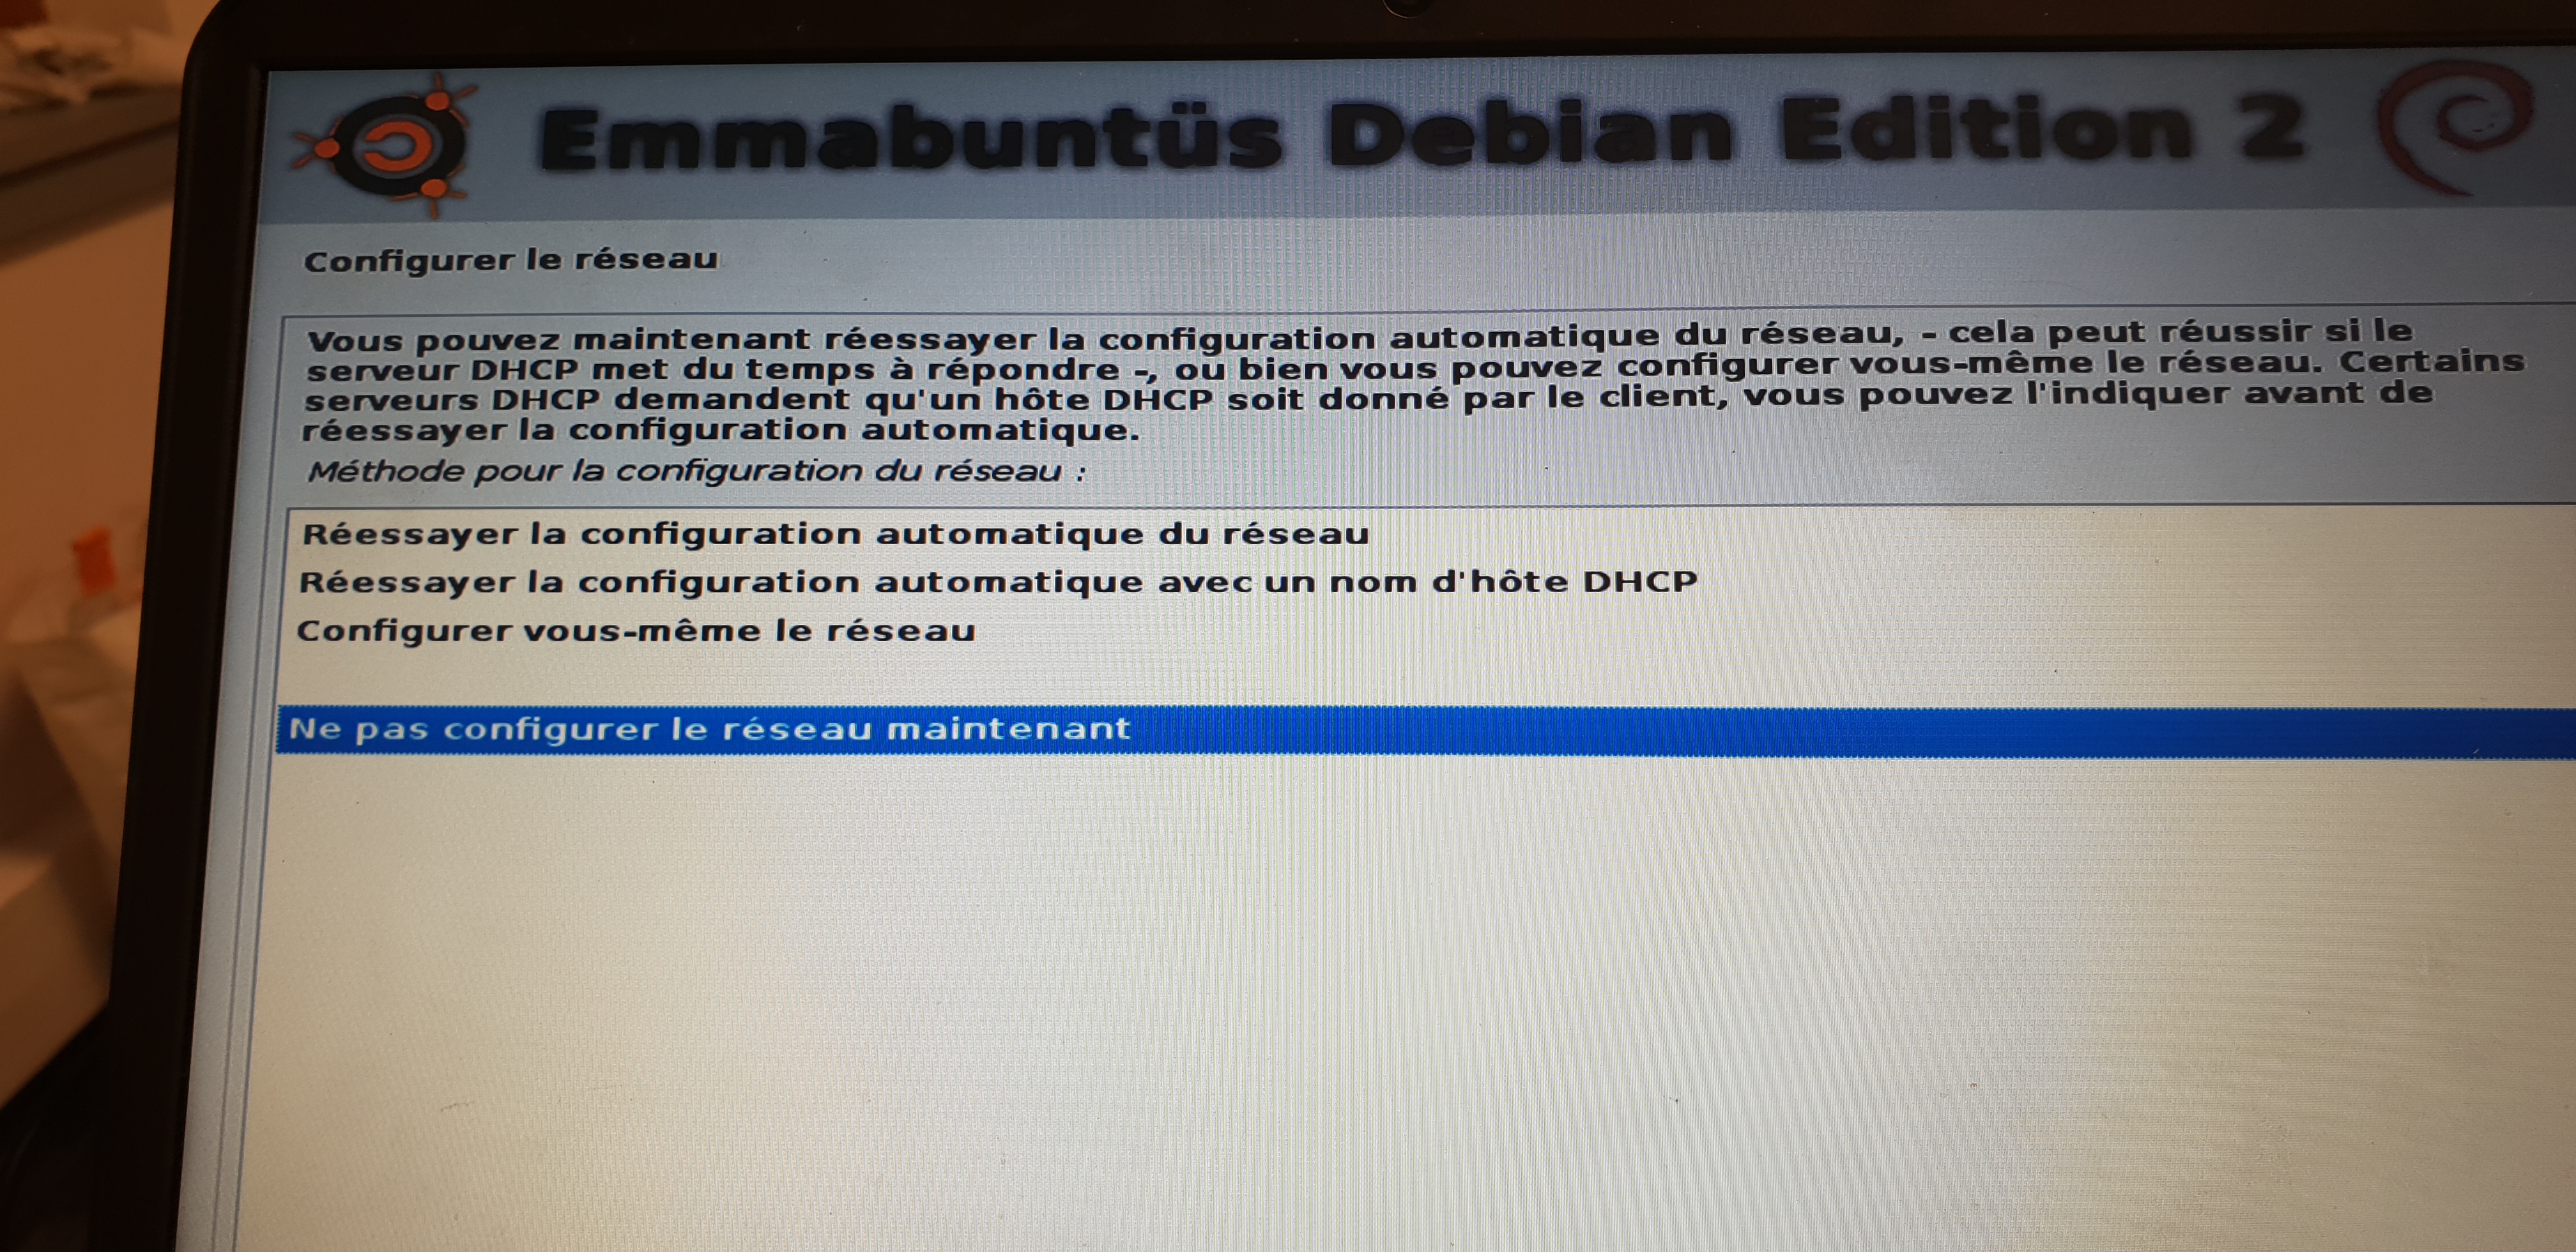 Emmabuntüs Debian Edition 2
Configurer le réseau
Vous pouvez maintenant réessayer la configuration automatique du réseau, - cela peut réussir si le
serveur DHCP met du temps à répondre -, ou bien vous pouvez configurer vous-même le réseau. Certains
serveurs DHCP demandent qu'un hôte DHCP soit donné par le client, vous pouvez l'indiquer avant de
réessayer la configuration automatique.
Méthode pour la configuration du réseau :
Réessayer la configuration automatique du réseau
Réessayer la configuration automatique avec un nom d'hôte DHCP
Configurer vous-même le réseau
Ne pas configurer le réseau maintenant